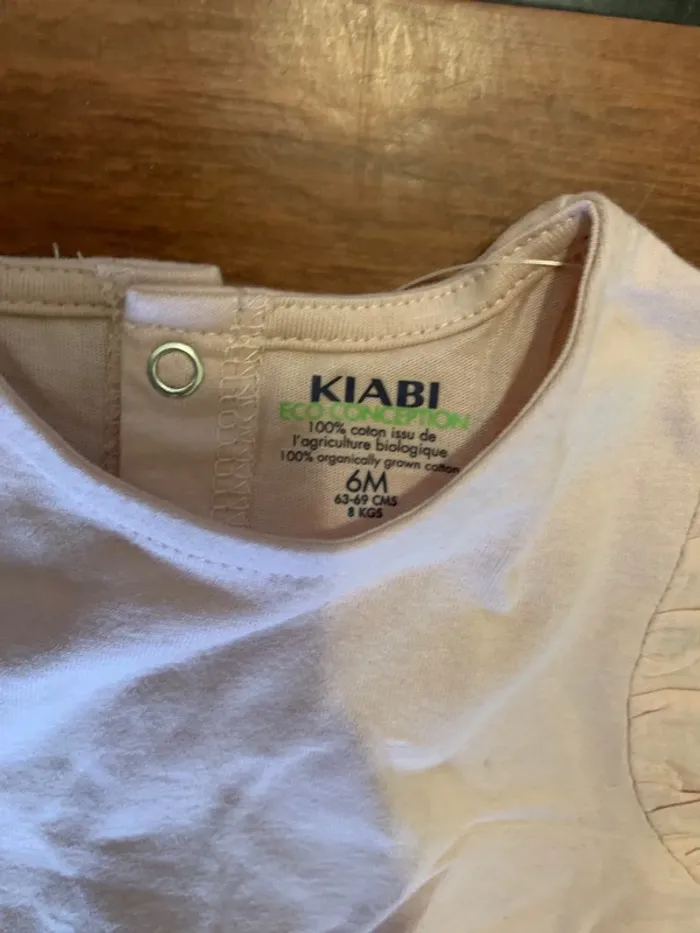 KIABI
ECO CONCEPTION
100% coton issu de
l'agriculture biologique
100% organically grown cotton
6M
63-69 CMS
8 KGS